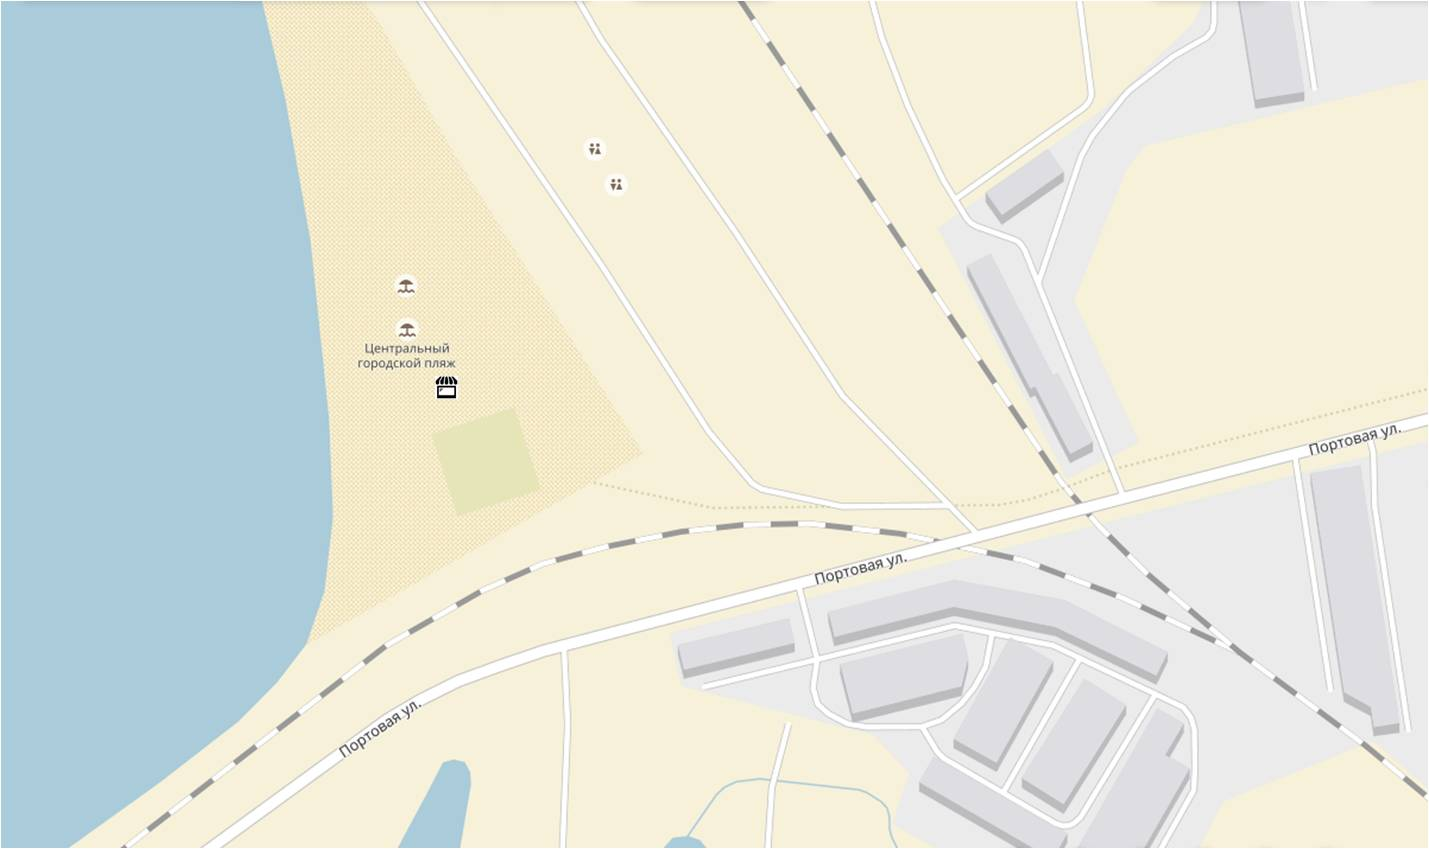 Центральный
городской пляж
Портовая ул.
Портовая ул.
Портовая ул.